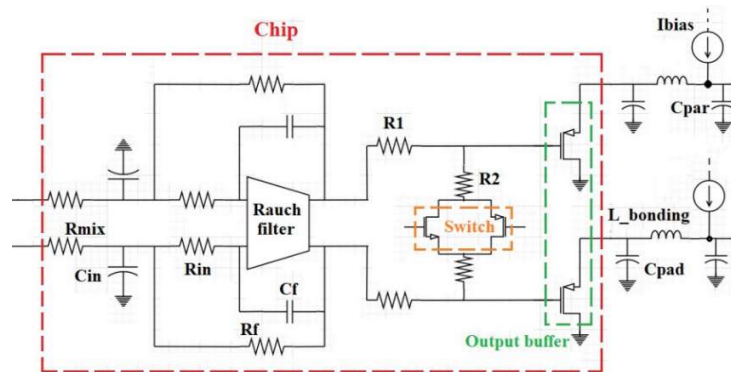 Chip
Ibias
Cpar
R1
R2
Rauch
filter
Switch
L_bonding
Rmix
Cin
Rin
Cf
Rf
Cpad
Output buffer